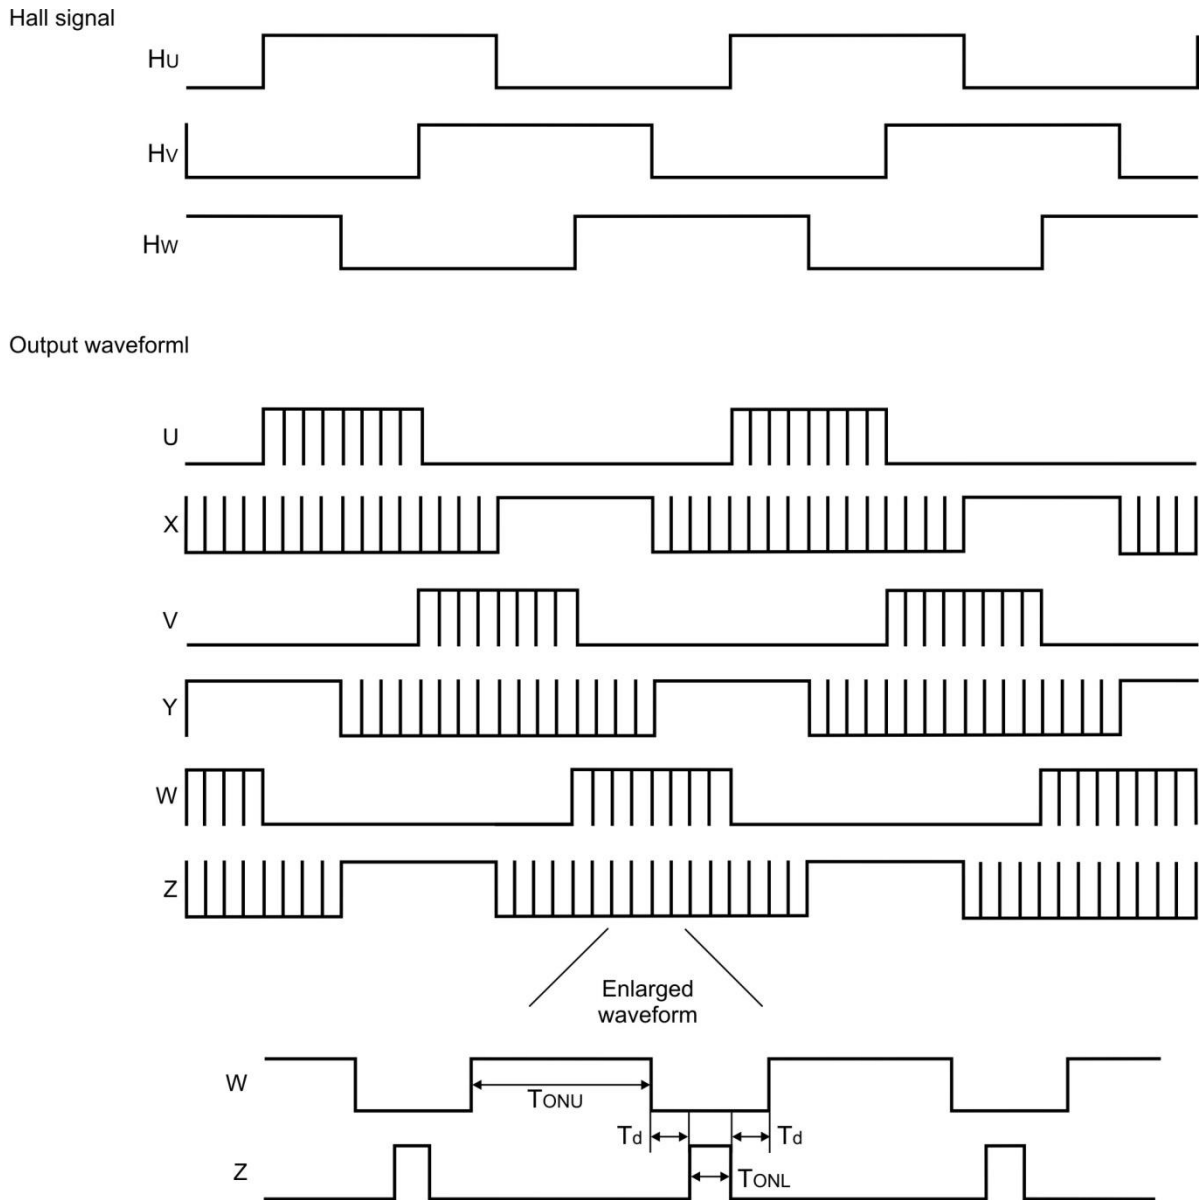 Hall signal
HU
HV
HW
Output waveforml
U
X
V
Y
W
Z
Enlarged
waveform
W
TONU
Td
Td
Z
TONL